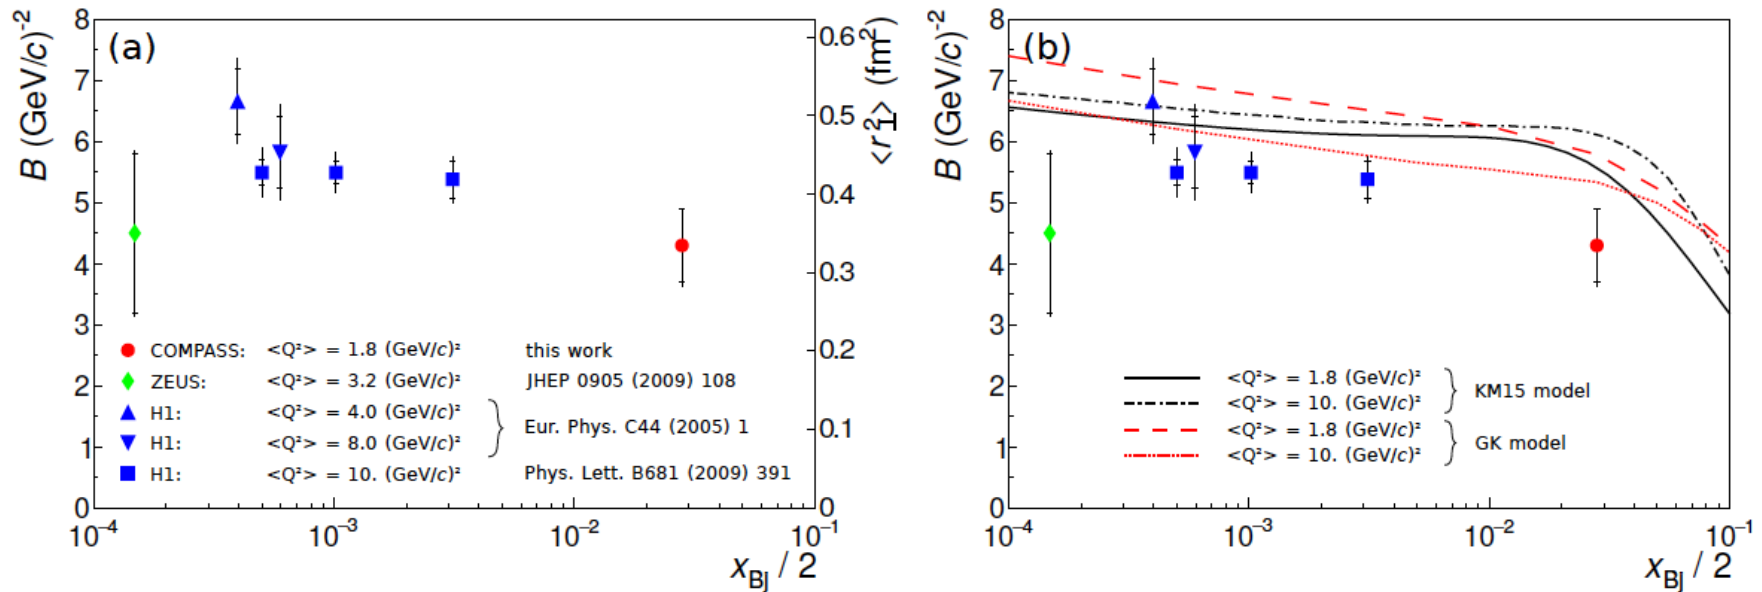 (a)
B (GeV/c)⁻²
8
7
6
5
4
3
2
1
0
<r²⊥> (fm²)
0.6
0.5
0.4
0.3
0.2
0.1
0
COMPASS: <Q²> = 1.8 (GeV/c)² this work
ZEUS: <Q²> = 3.2 (GeV/c)² JHEP 0905 (2009) 108
H1: <Q²> = 4.0 (GeV/c)²
Eur. Phys. C44 (2005) 1
H1: <Q²> = 8.0 (GeV/c)²
H1: <Q²> = 10. (GeV/c)² Phys. Lett. B681 (2009) 391
10⁻⁴ 10⁻³ 10⁻² 10⁻¹
x_Bj / 2
(b)
B (GeV/c)⁻²
8
7
6
5
4
3
2
1
0
<Q²> = 1.8 (GeV/c)²
KM15 model
<Q²> = 10. (GeV/c)²
<Q²> = 1.8 (GeV/c)²
GK model
<Q²> = 10. (GeV/c)²
10⁻⁴ 10⁻³ 10⁻² 10⁻¹
x_Bj / 2